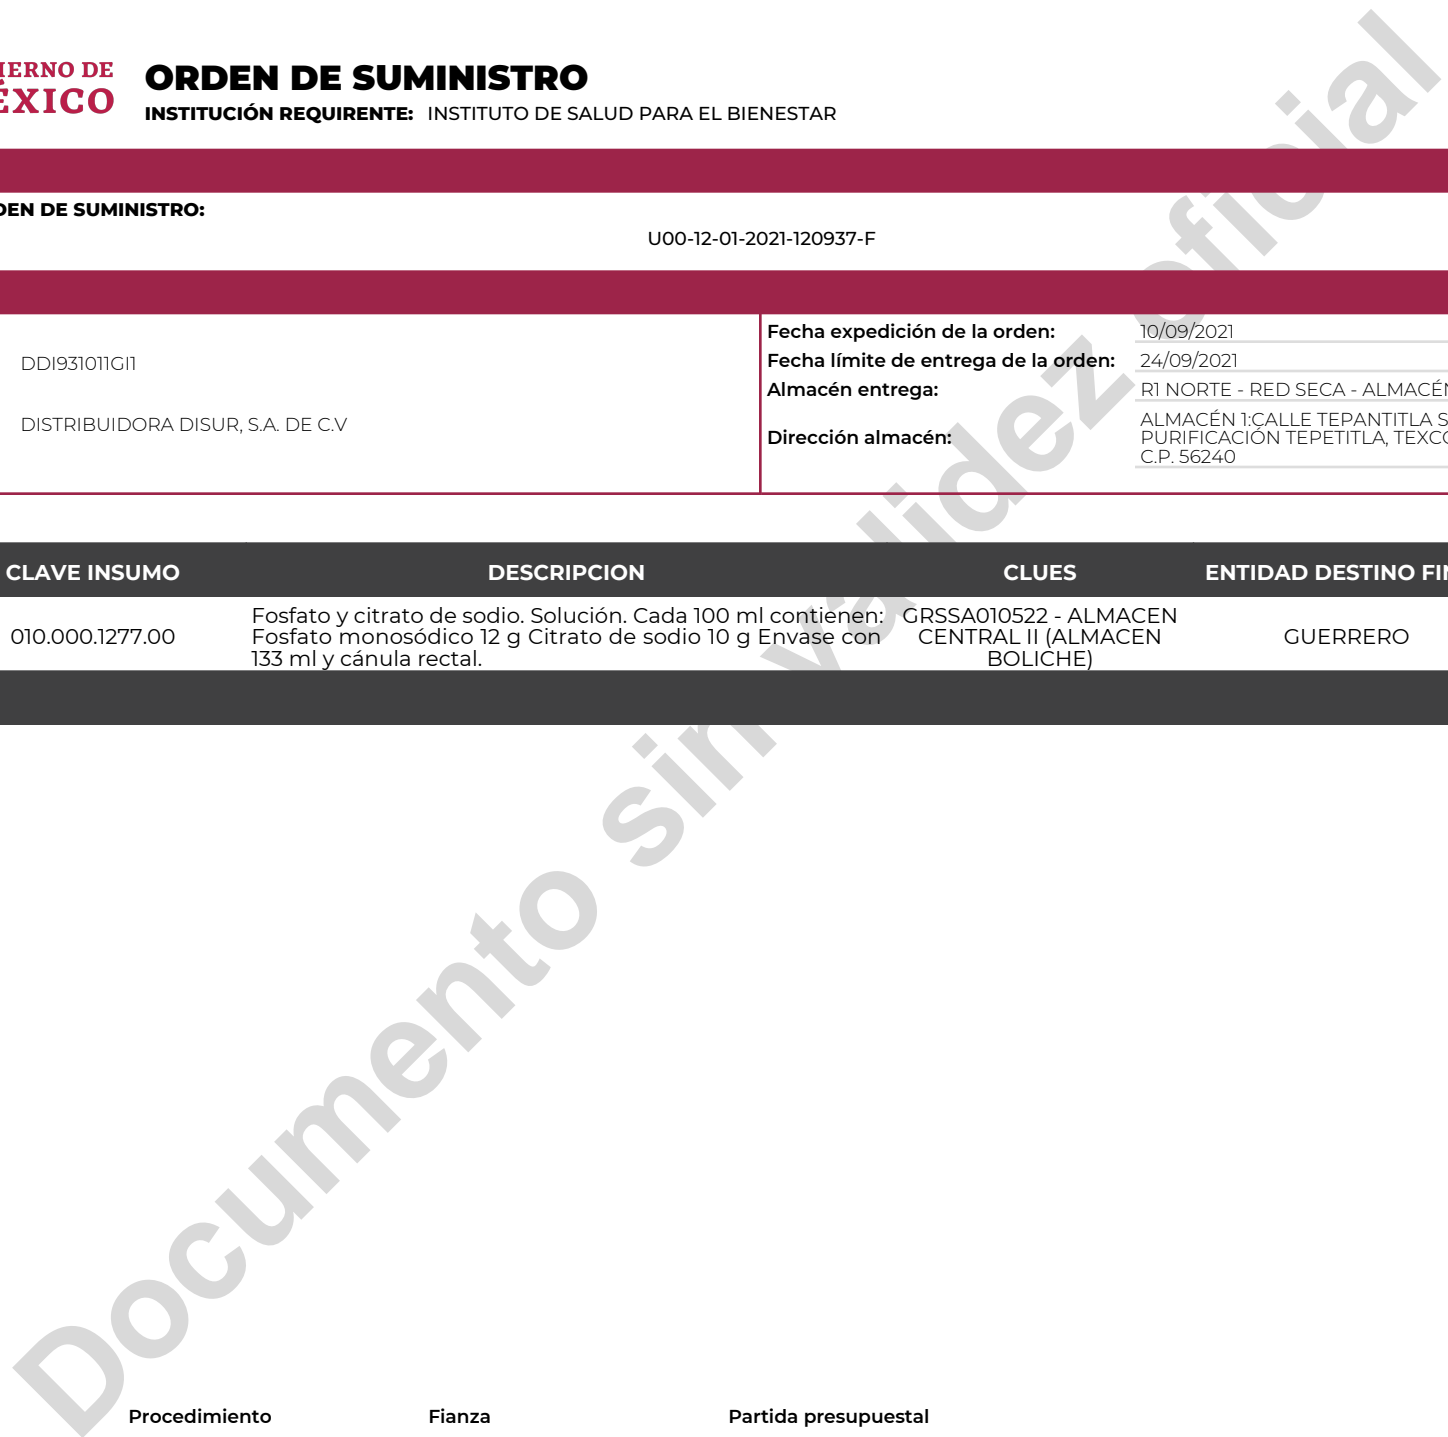 IERNO DE
ÉXICO
ORDEN DE SUMINISTRO
INSTITUCIÓN REQUIRENTE: INSTITUTO DE SALUD PARA EL BIENESTAR
DEN DE SUMINISTRO:
U00-12-01-2021-120937-F
DDI931011GI1
DISTRIBUIDORA DISUR, S.A. DE C.V
Fecha expedición de la orden: 10/09/2021
Fecha límite de entrega de la orden: 24/09/2021
Almacén entrega: R1 NORTE - RED SECA - ALMACÉN
Dirección almacén: ALMACÉN 1:CALLE TEPANTITLA S
PURIFICACIÓN TEPETITLA, TEXCO
C.P. 56240
CLAVE INSUMO DESCRIPCION CLUES ENTIDAD DESTINO FIN
010.000.1277.00
Fosfato y citrato de sodio. Solución. Cada 100 ml contienen:
Fosfato monosódico 12 g Citrato de sodio 10 g Envase con
133 ml y cánula rectal.
GRSSA010522 - ALMACEN
CENTRAL II (ALMACEN
BOLICHE)
GUERRERO
Documento sin validez oficial
Procedimiento Fianza Partida presupuestal